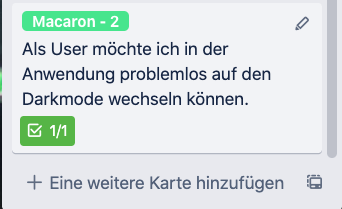 Macaron - 2
Als User möchte ich in der
Anwendung problemlos auf den
Darkmode wechseln können.
1/1
+ Eine weitere Karte hinzufügen